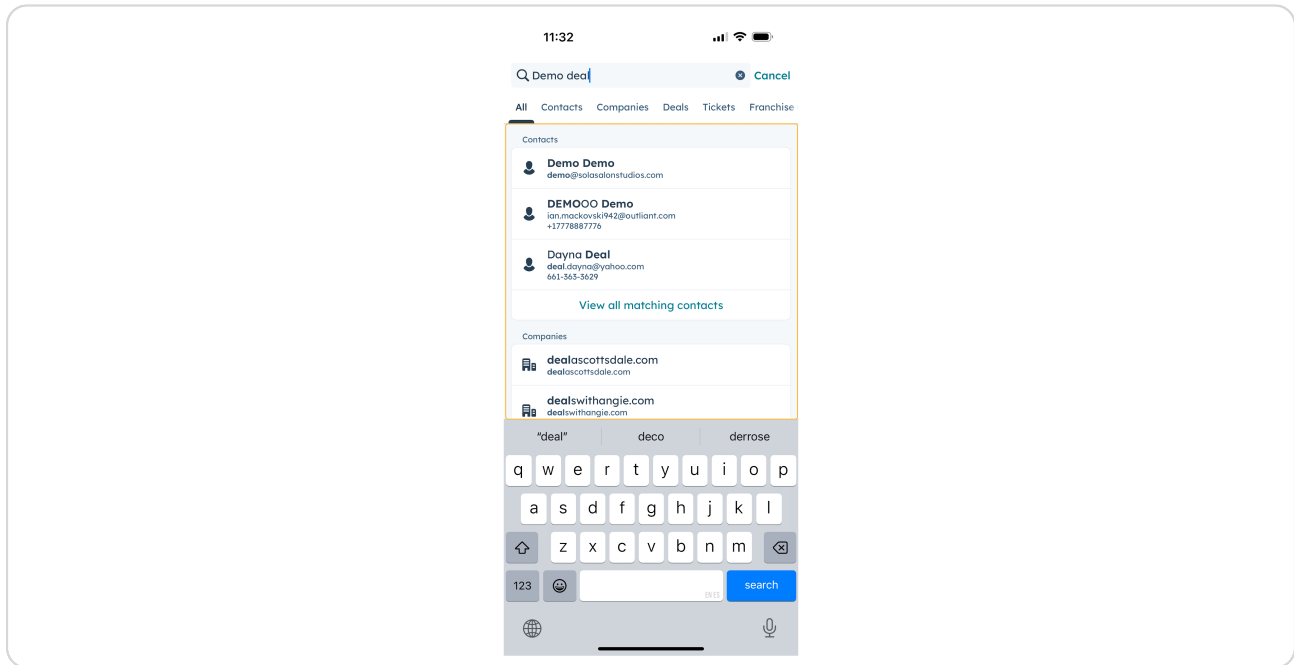 11:32
Demo deal
Cancel
All Contacts Companies Deals Tickets Franchise
Contacts
Demo Demo
demo@solasalonstudios.com
DEMOOO Demo
ian.mackovski942@outliant.com
+17778887776
Dayna Deal
deal.dayna@yahoo.com
661-363-3629
View all matching contacts
Companies
dealascottsdale.com
dealascottsdale.com
dealswithangie.com
dealswithangie.com
"deal" deco derrose
q w e r t y u i o p
a s d f g h j k l
z x c v b n m
123 search
EN ES